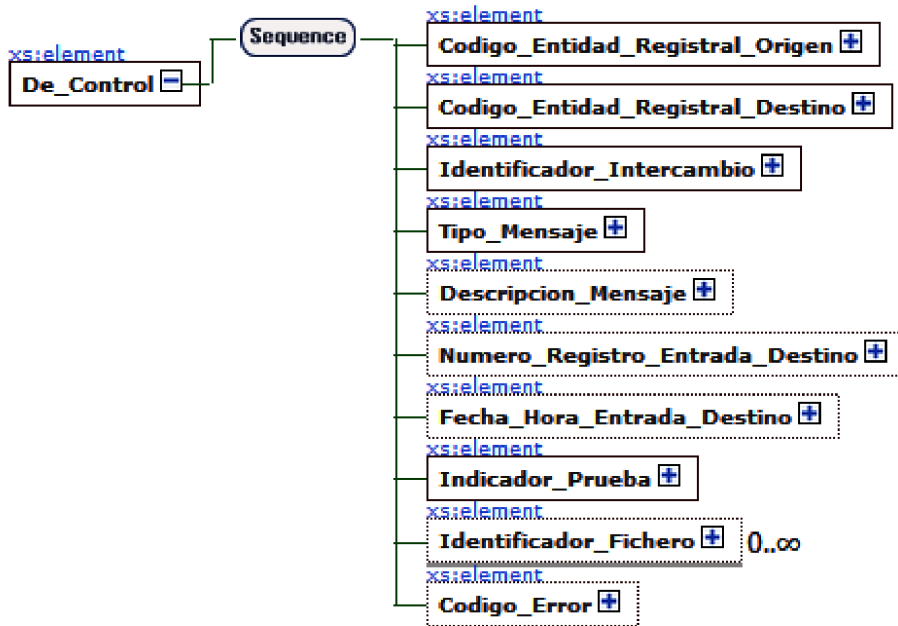 xs:element
De_Control
Sequence
xs:element
Codigo_Entidad_Registral_Origen
xs:element
Codigo_Entidad_Registral_Destino
xs:element
Identificador_Intercambio
xs:element
Tipo_Mensaje
xs:element
Descripcion_Mensaje
xs:element
Numero_Registro_Entrada_Destino
xs:element
Fecha_Hora_Entrada_Destino
xs:element
Indicador_Prueba
xs:element
Identificador_Fichero 0..∞
xs:element
Codigo_Error